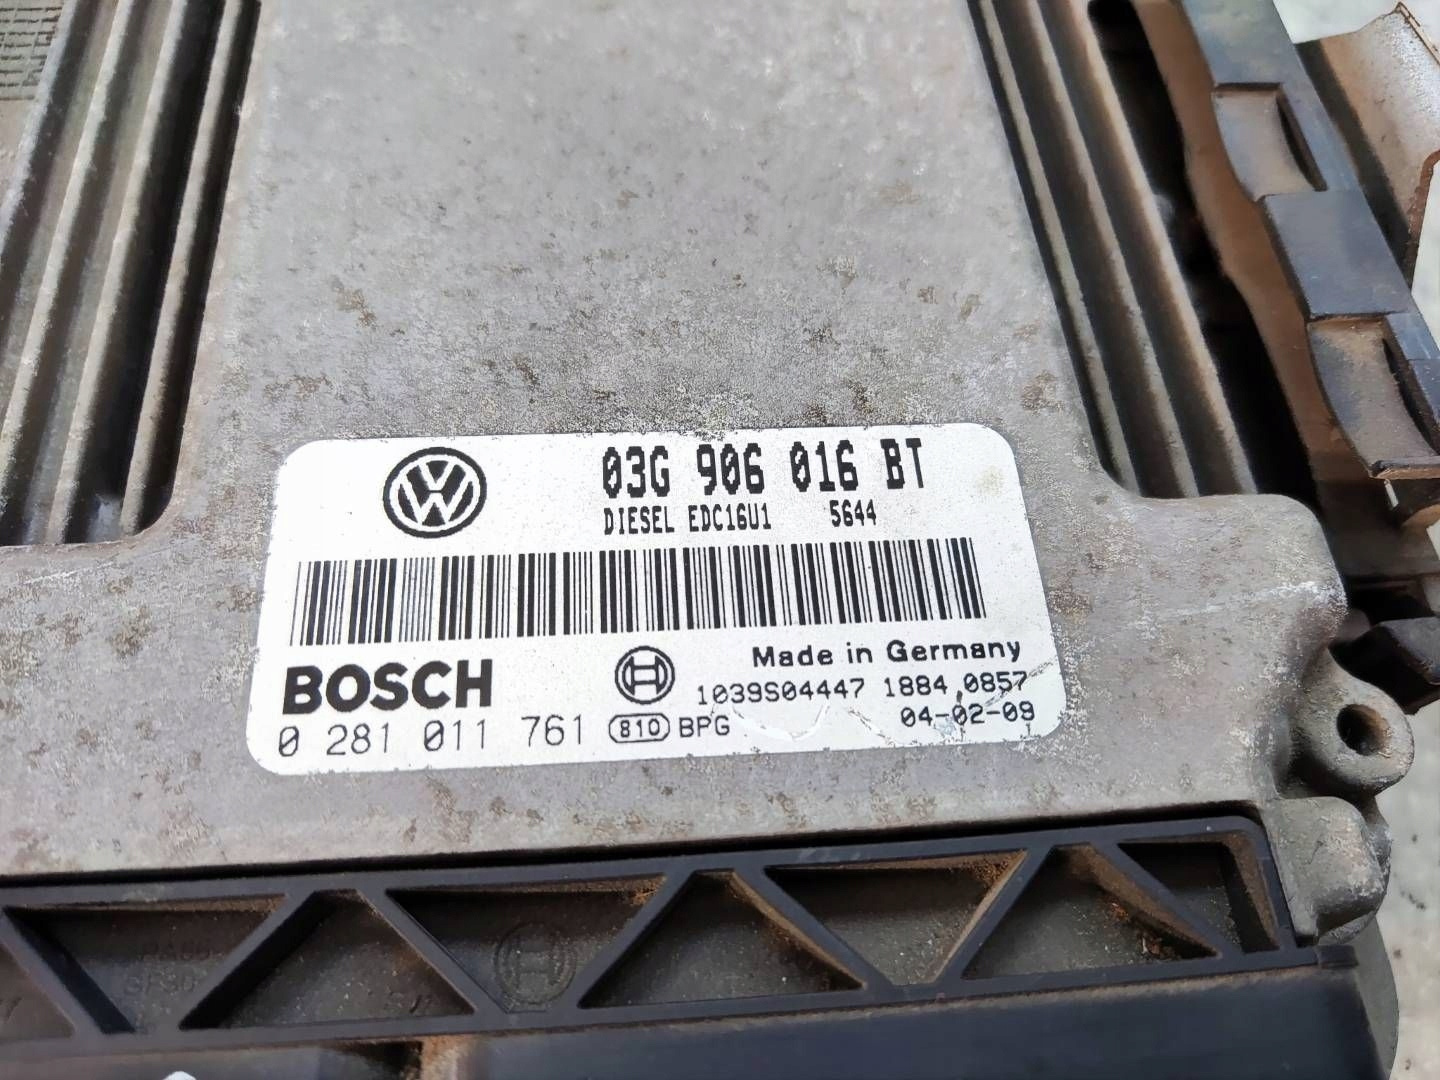 03G 906 016 BT
DIESEL EDC16U1 5644
BOSCH
Made in Germany
1039S04447 1884 0857
04-02-09
0 281 011 761 810 BPG